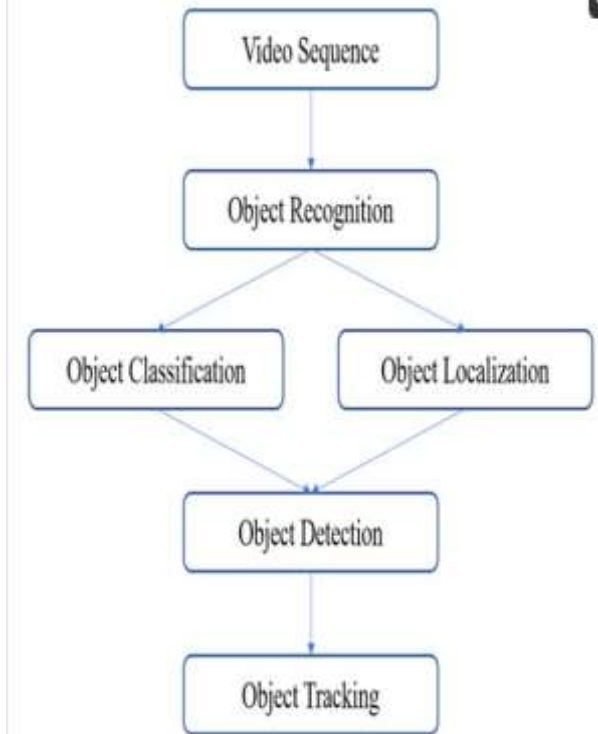 Video Sequence
Object Recognition
Object Classification
Object Localization
Object Detection
Object Tracking